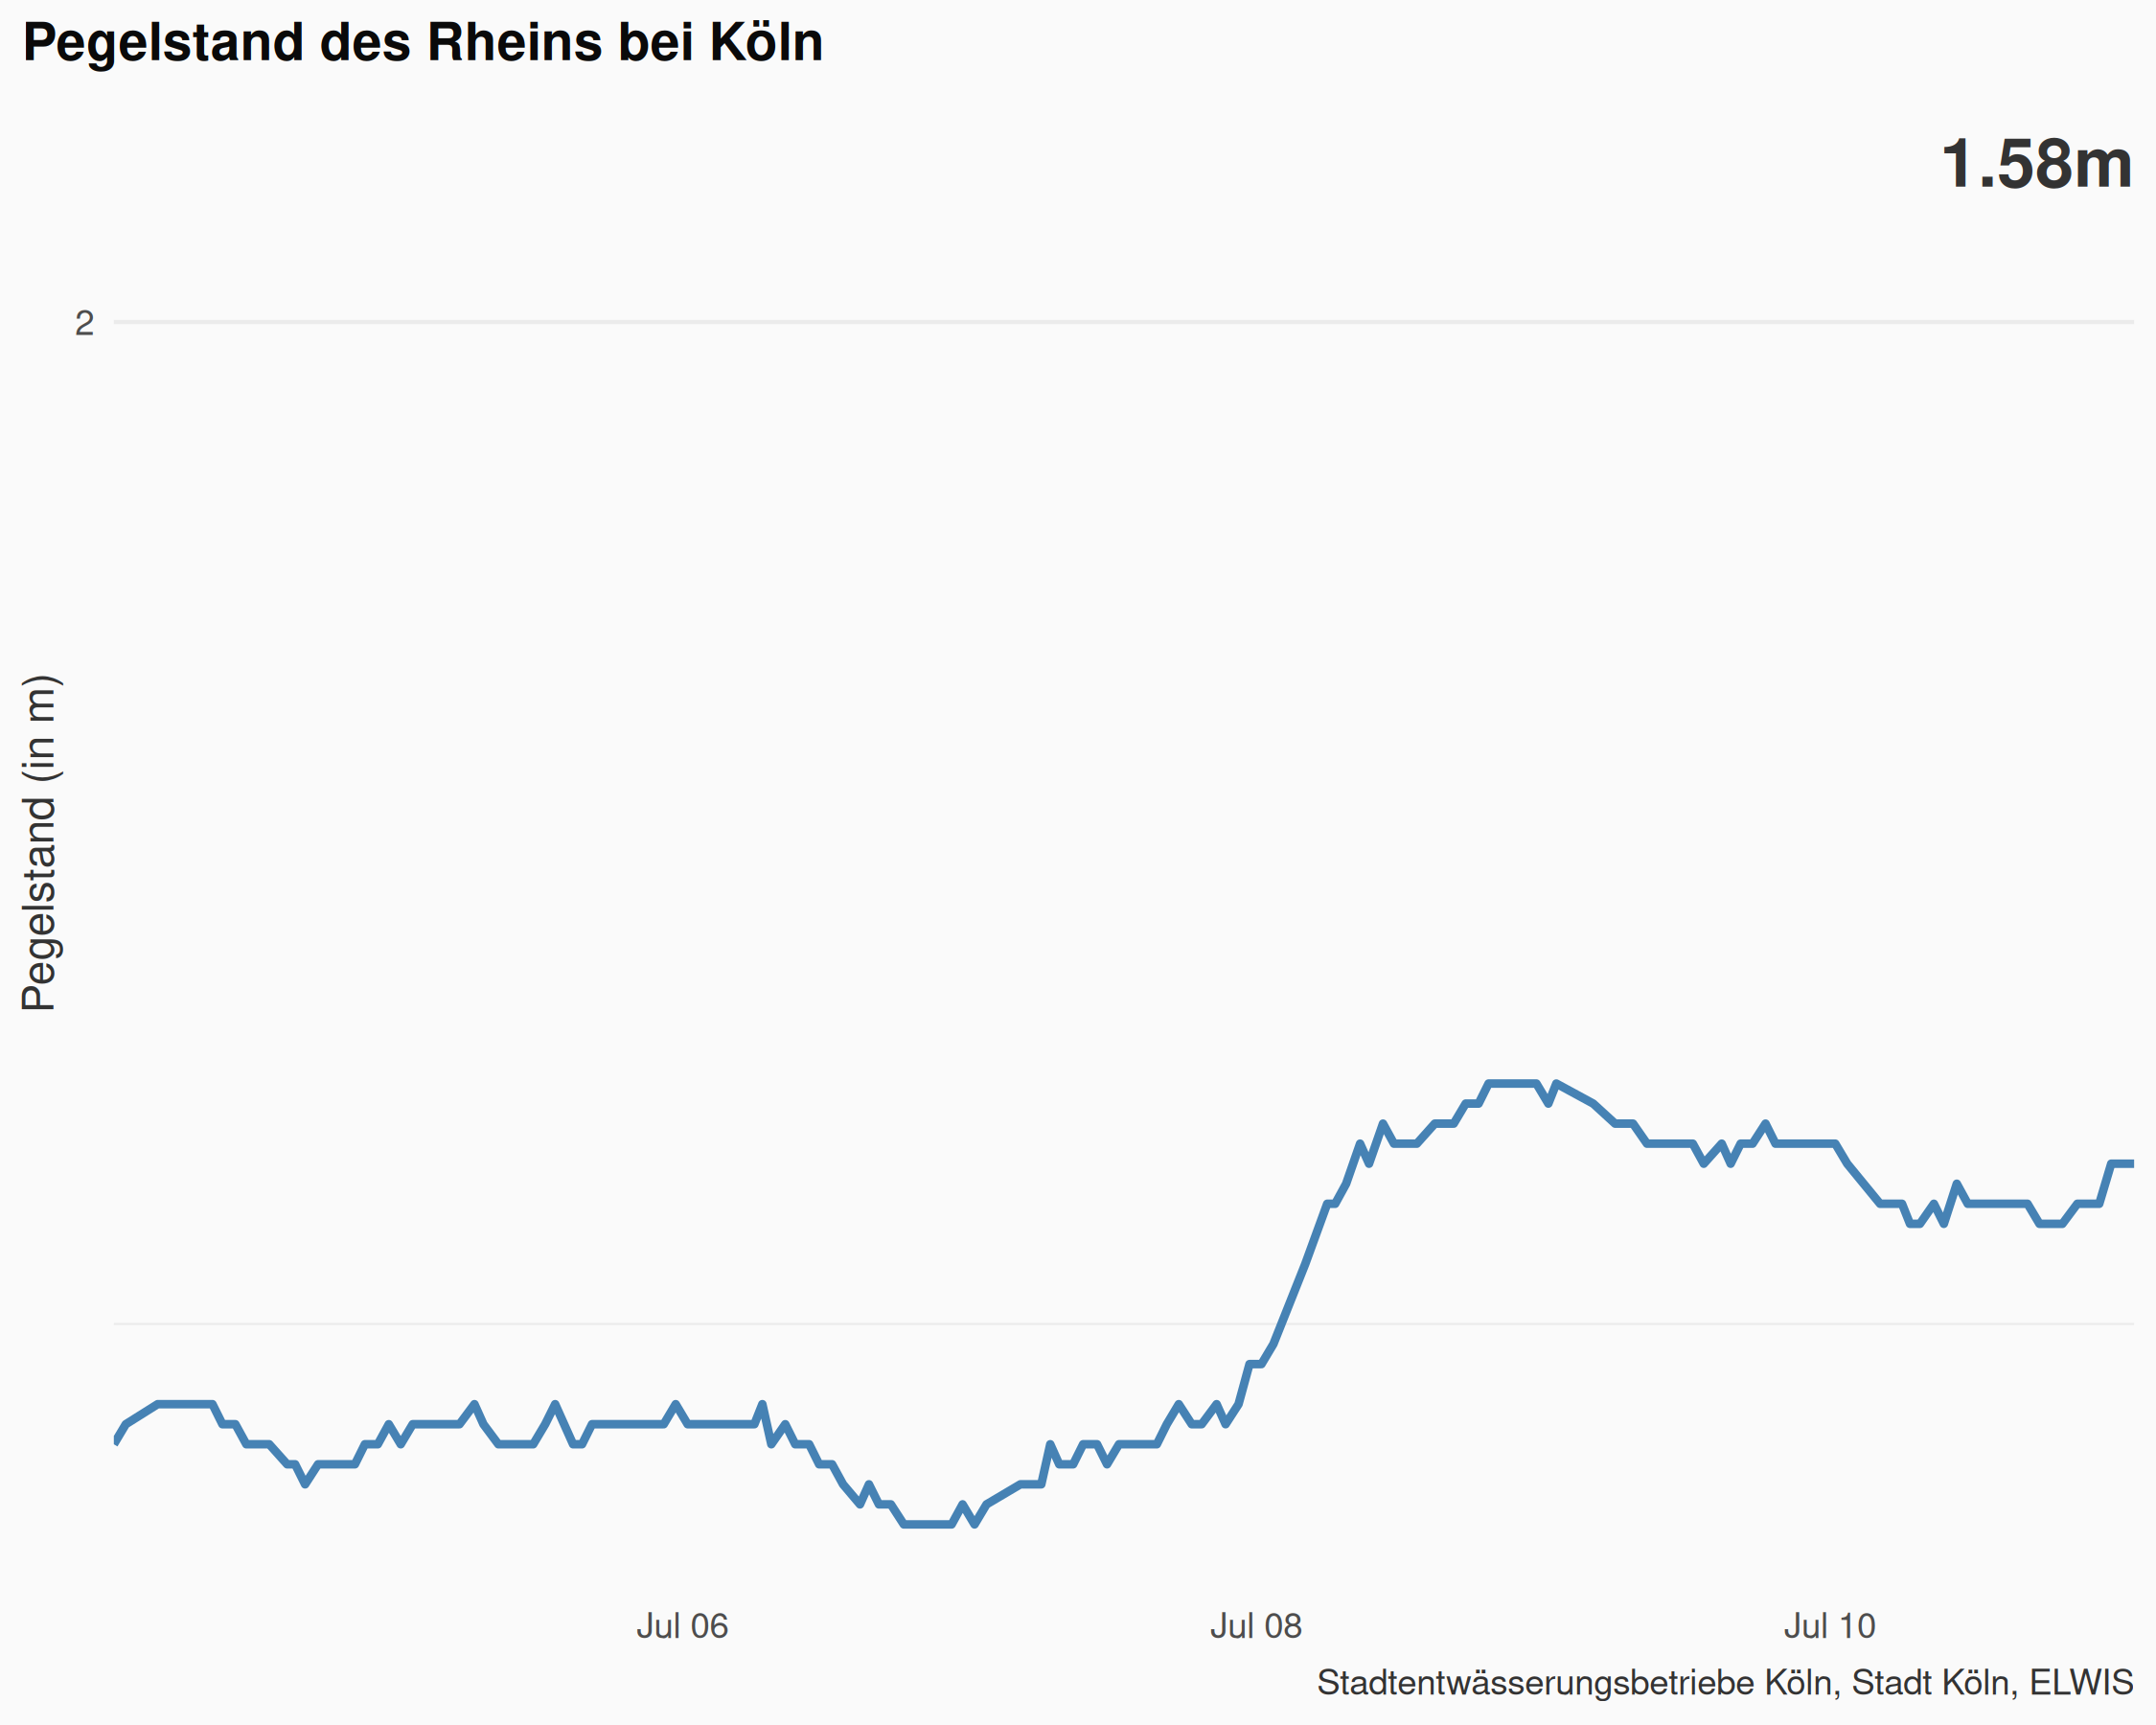 Pegelstand des Rheins bei Köln
1.58m
2
Pegelstand (in m)
Jul 06 Jul 08 Jul 10
Stadtentwässerungsbetriebe Köln, Stadt Köln, ELWIS